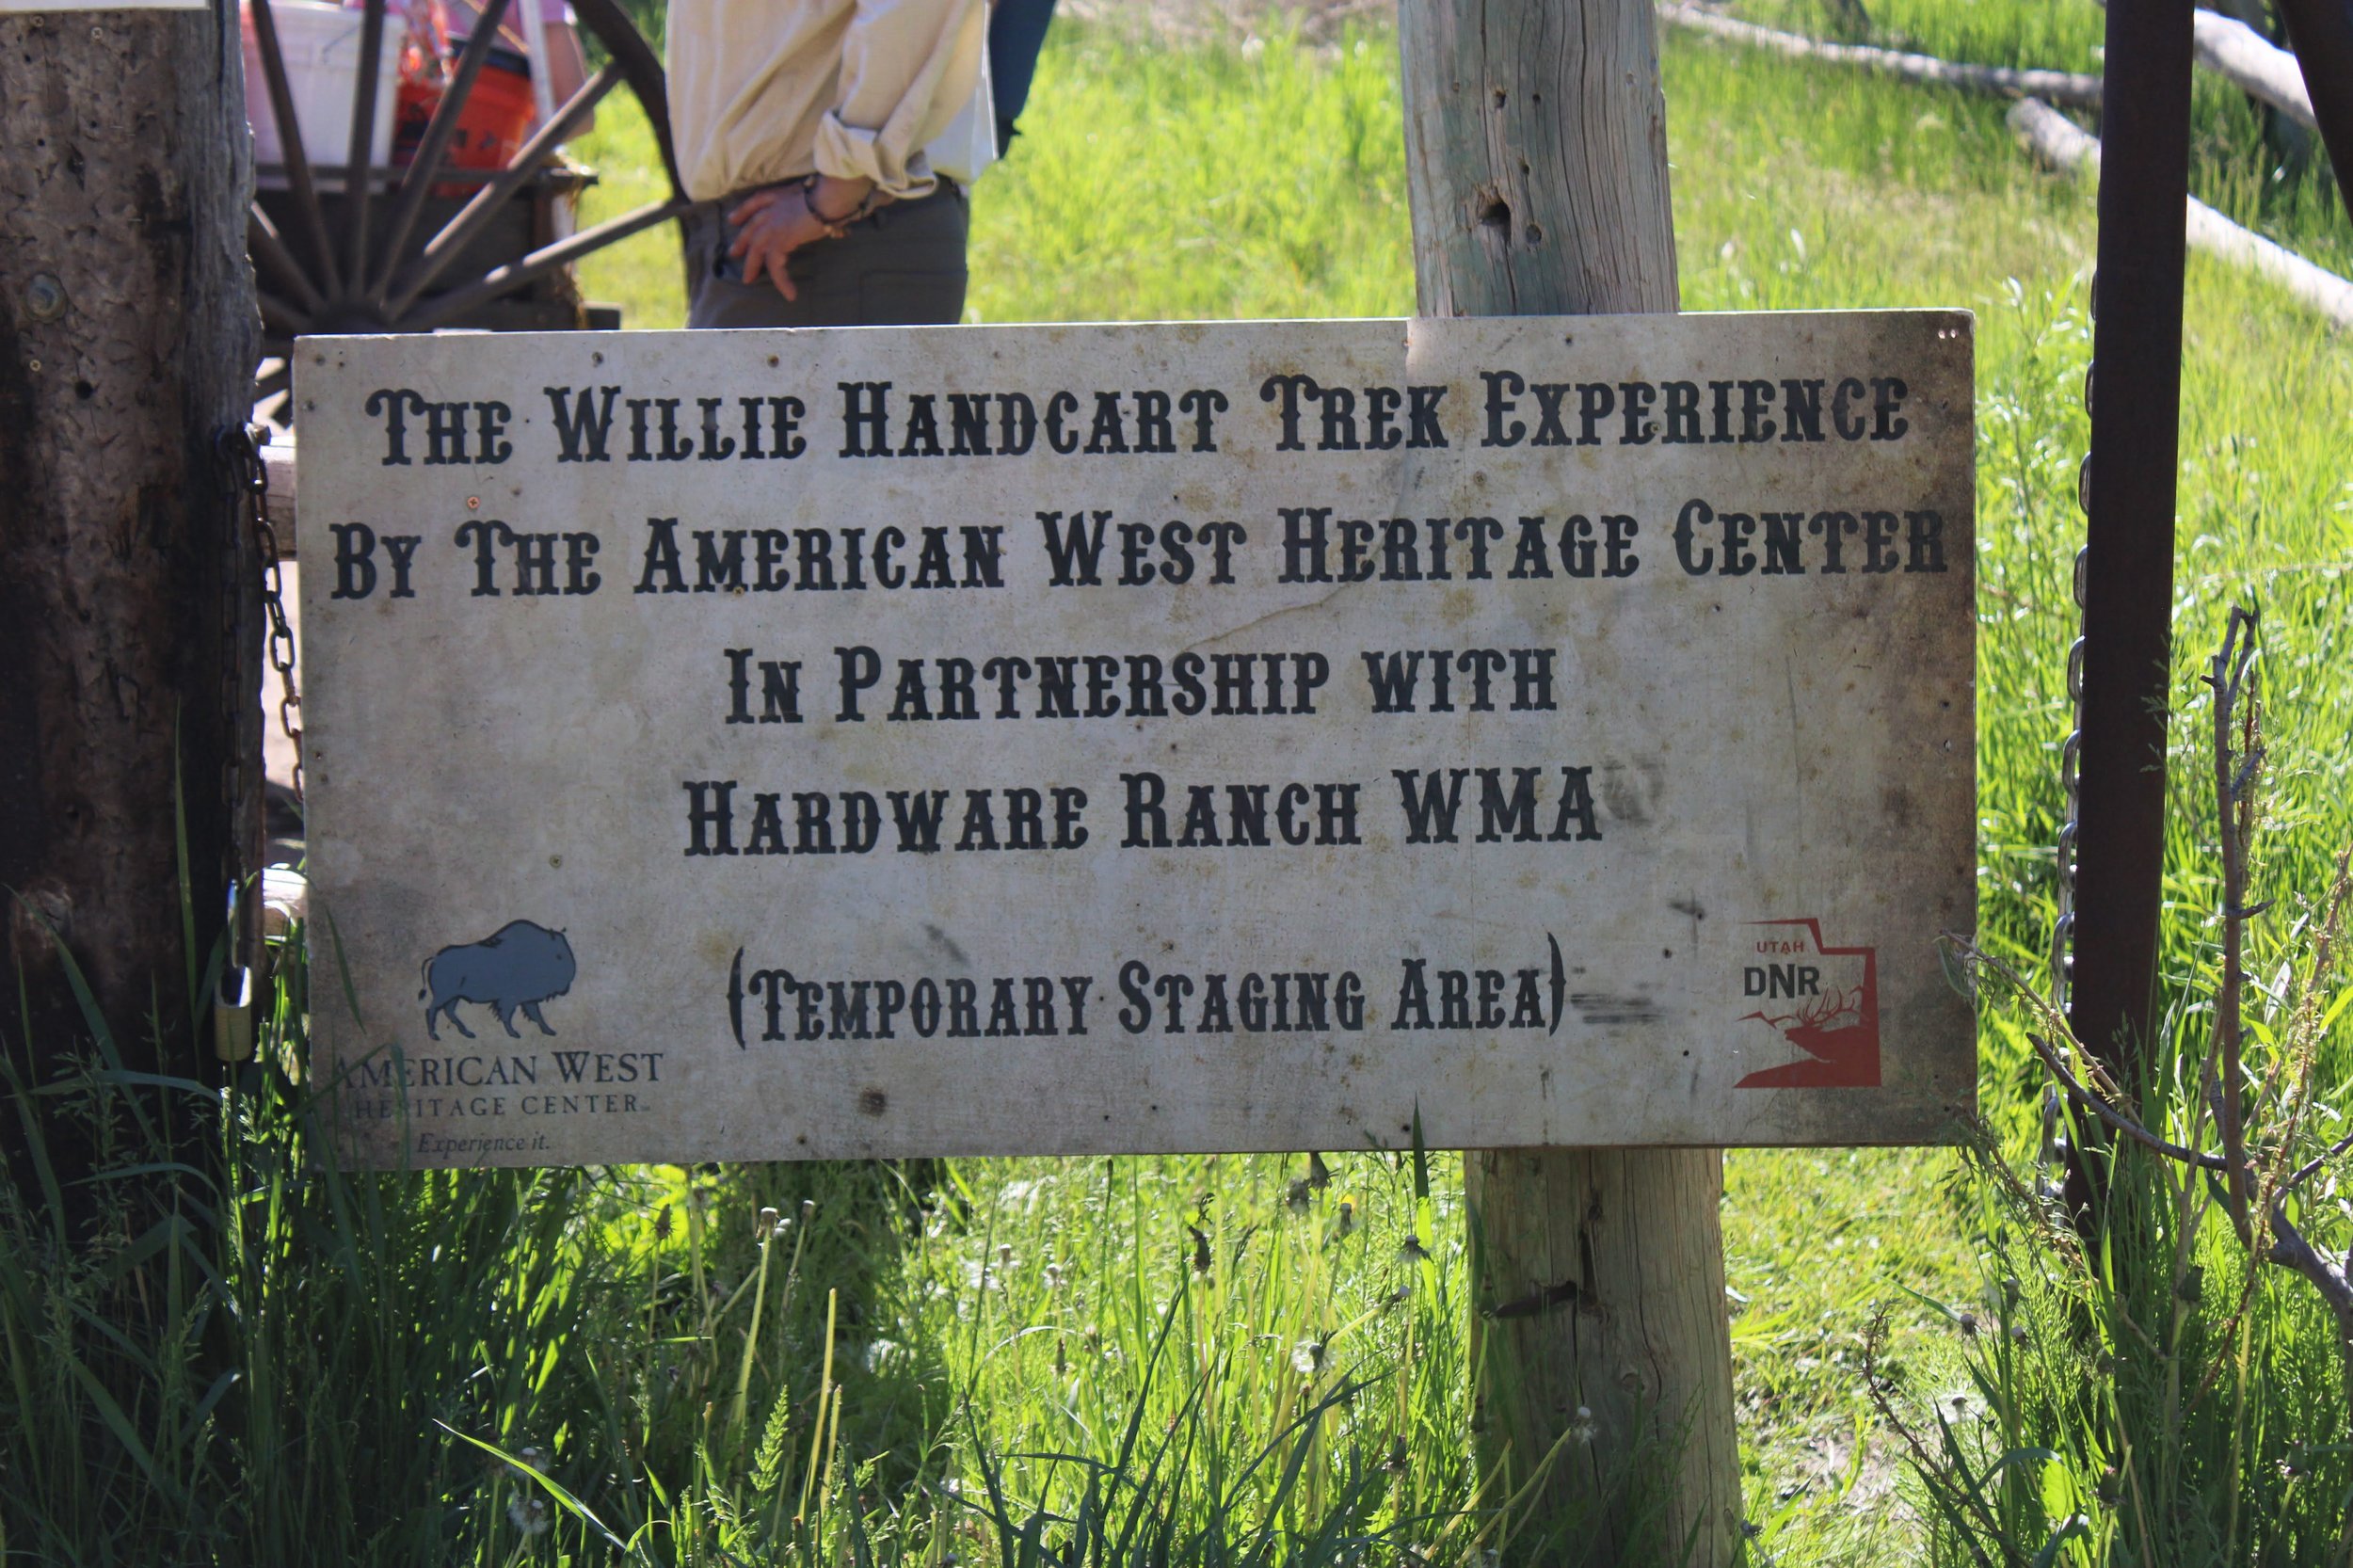 The Willie Handcart Trek Experience
By The American West Heritage Center
In Partnership with
Hardware Ranch WMA
(Temporary Staging Area)
American West
Heritage Center
Experience it.
Utah
DNR